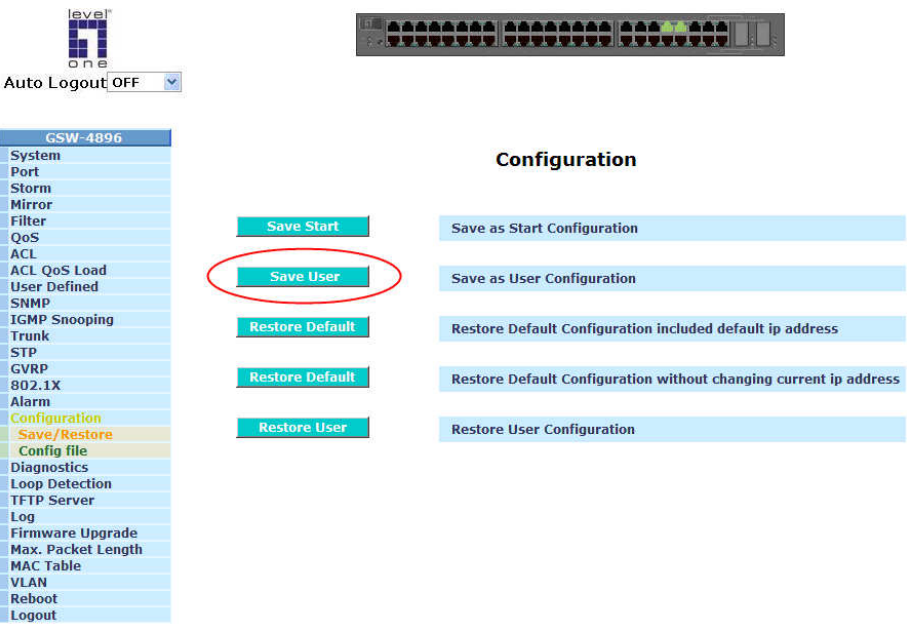 level
one
Auto Logout OFF
GSW-4896
System
Port
Storm
Mirror
Filter
QoS
ACL
ACL QoS Load
User Defined
SNMP
IGMP Snooping
Trunk
STP
GVRP
802.1X
Alarm
Configuration
Save/Restore
Config file
Diagnostics
Loop Detection
TFTP Server
Log
Firmware Upgrade
Max. Packet Length
MAC Table
VLAN
Reboot
Logout
Configuration
Save Start Save as Start Configuration
Save User Save as User Configuration
Restore Default Restore Default Configuration included default ip address
Restore Default Restore Default Configuration without changing current ip address
Restore User Restore User Configuration